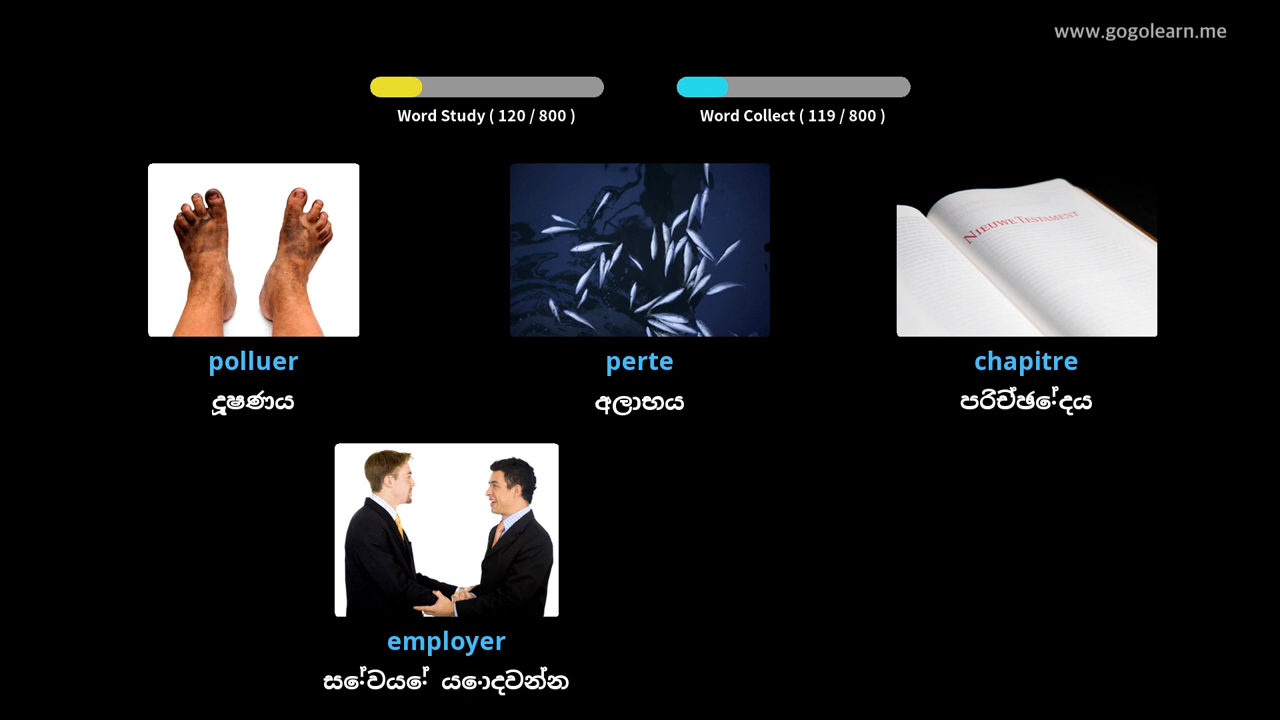 www.gogolearn.me
Word Study ( 120 / 800 )
Word Collect ( 119 / 800 )
polluer
දූෂණය
perte
අලාභය
NIEUWE TESTAMENT
chapitre
පරිච්ඡේදය
employer
සේවයේ යොදවන්න